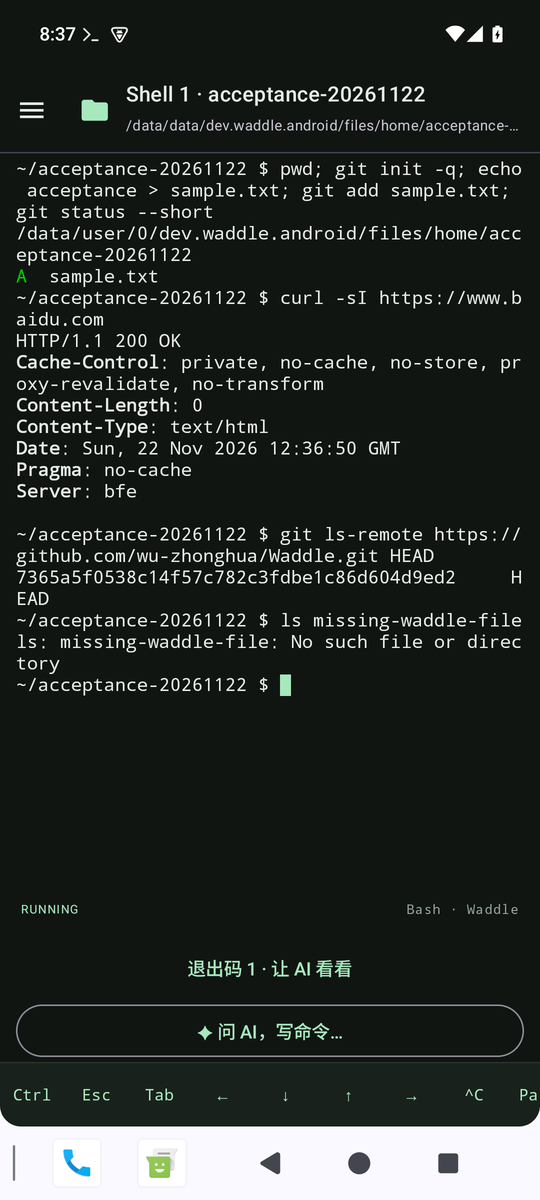 8:37
Shell 1 · acceptance-20261122
/data/data/dev.waddle.android/files/home/acceptance-…
~/acceptance-20261122 $ pwd; git init -q; echo
acceptance > sample.txt; git add sample.txt;
git status --short
/data/user/0/dev.waddle.android/files/home/acc
eptance-20261122
A  sample.txt
~/acceptance-20261122 $ curl -sI https://www.b
aidu.com
HTTP/1.1 200 OK
Cache-Control: private, no-cache, no-store, pr
oxy-revalidate, no-transform
Content-Length: 0
Content-Type: text/html
Date: Sun, 22 Nov 2026 12:36:50 GMT
Pragma: no-cache
Server: bfe
~/acceptance-20261122 $ git ls-remote https://
github.com/wu-zhonghua/Waddle.git HEAD
7365a5f0538c14f57c782c3fdbe1c86d604d9ed2     H
EAD
~/acceptance-20261122 $ ls missing-waddle-file
ls: missing-waddle-file: No such file or direc
tory
~/acceptance-20261122 $
RUNNING Bash · Waddle
退出码 1 · 让 AI 看看
✦ 问 AI，写命令…
Ctrl Esc Tab ← ↓ ↑ → ^C Pa